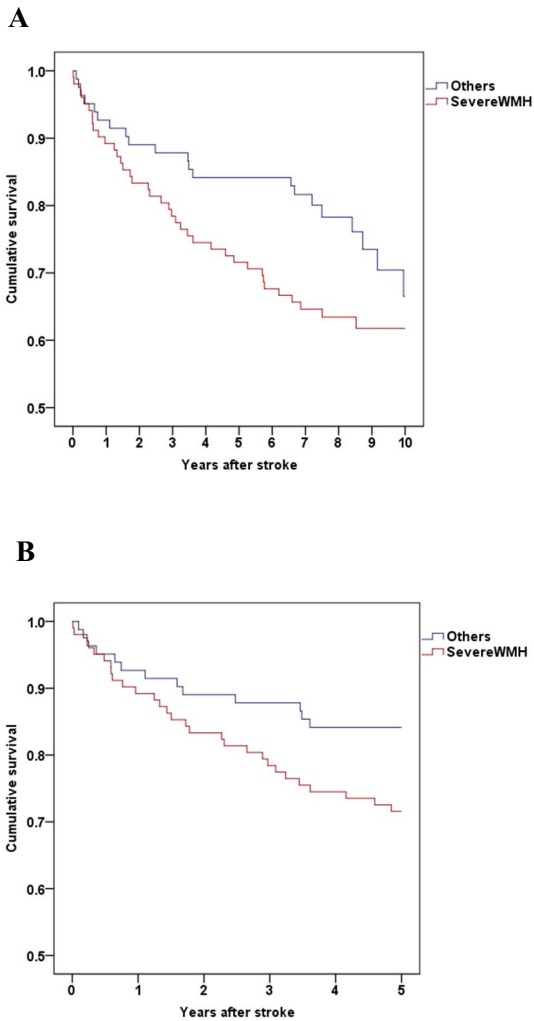 A
1.0
0.9
0.8
0.7
0.6
0.5
Cumulative survival
0 1 2 3 4 5 6 7 8 9 10
Years after stroke
Others
SevereWMH
B
1.0
0.9
0.8
0.7
0.6
0.5
Cumulative survival
0 1 2 3 4 5
Years after stroke
Others
SevereWMH